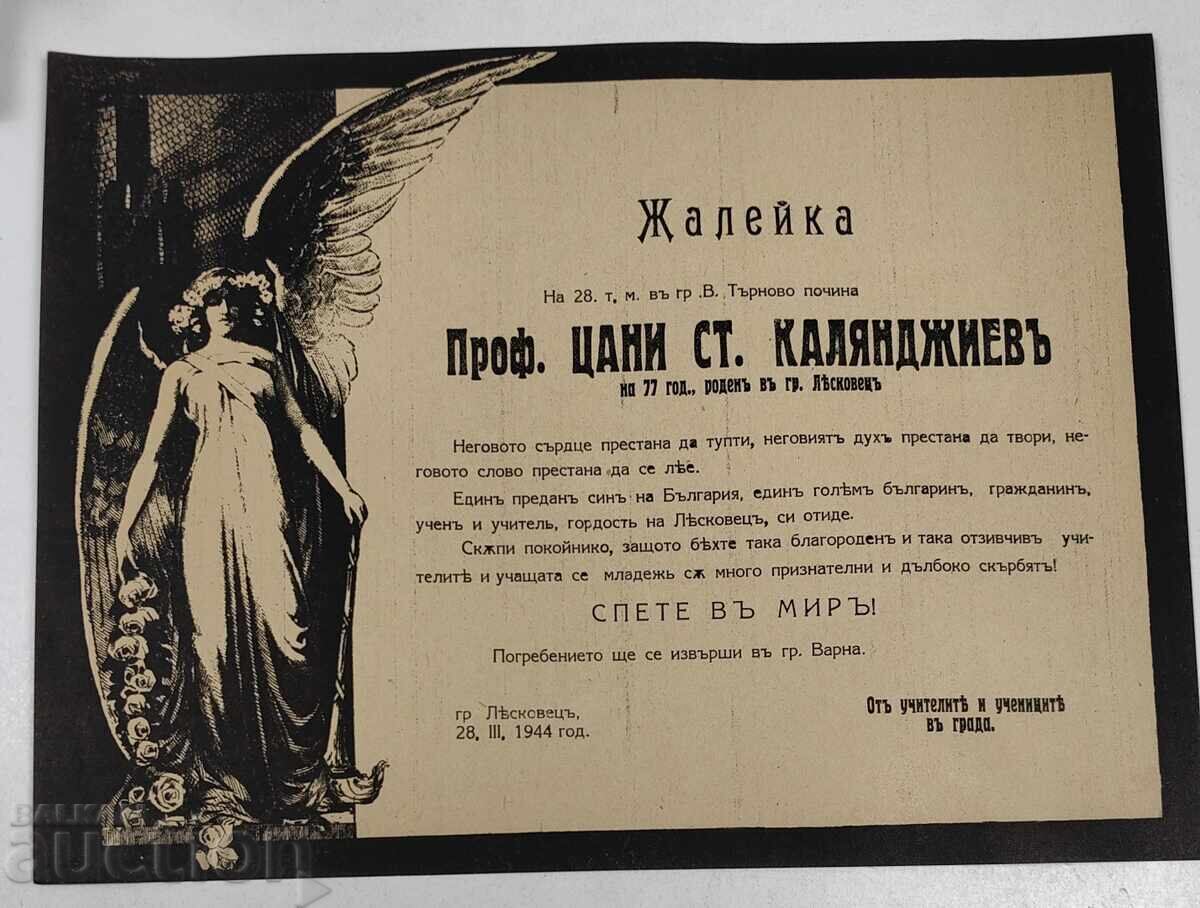 Жалейка
На 28. т, м. въ гр .В. Търново почина
Проф. ЦАНИ СТ. КАЛЯНДЖИЕВЪ
на 77 год., роденъ въ гр. Лѣсковецъ
Неговото сърдце престана да тупти, неговиятъ духъ престана да твори, не-
говото слово престана да се лѣе.
Единъ преданъ синъ на България, единъ голѣмъ българинъ, гражданинъ,
ученъ и учитель, гордость на Лѣсковецъ, си отиде.
Скѫпи покойнико, защото бѣхте така благороденъ и така отзивчивъ учи-
телитѣ и учащата се младежь сѫ много признателни и дълбоко скърбятъ!
СПЕТЕ ВЪ МИРЪ!
Погребението ще се извърши въ гр. Варна.
гр Лѣсковецъ,
28, III, 1944 год.
Отъ учителитѣ и ученицитѣ
въ града.
BALKAN
auction